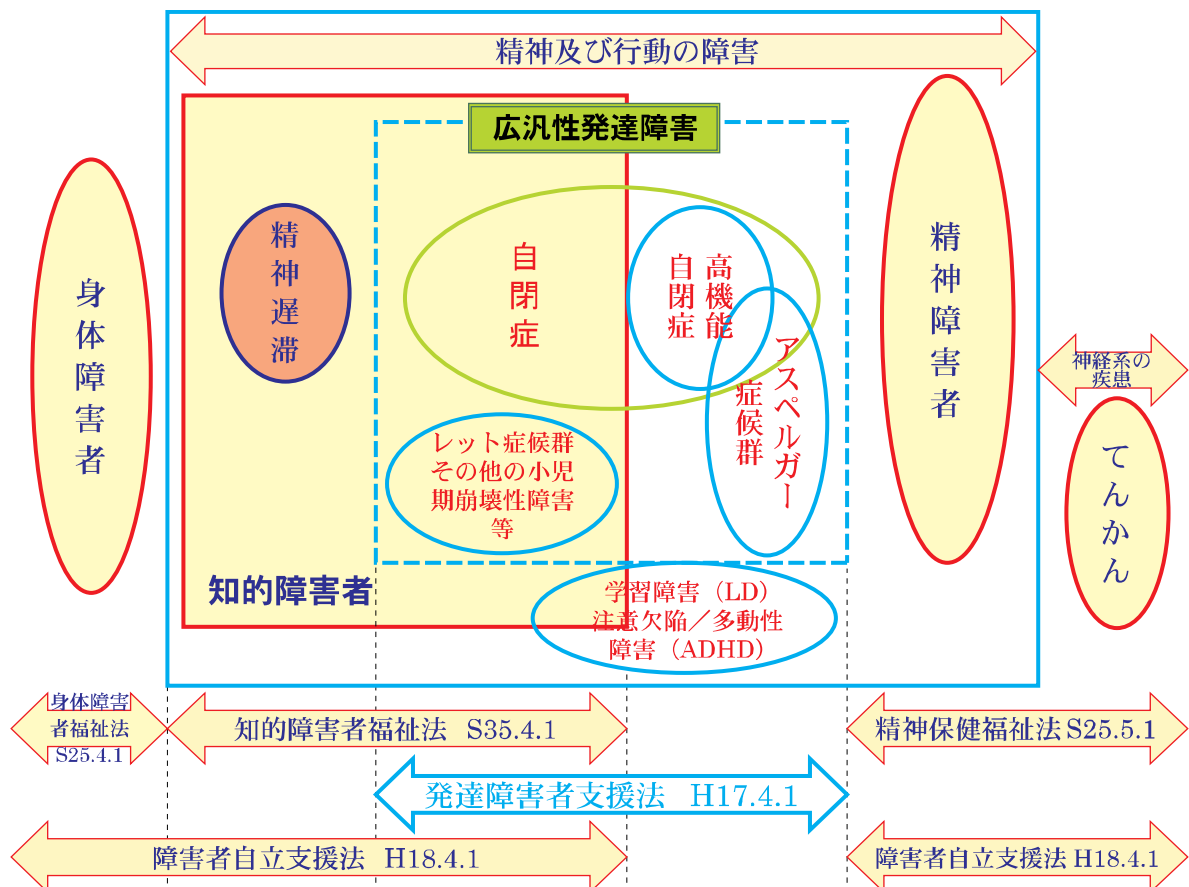 精神及び行動の障害
広汎性発達障害
身体障害者
精神遅滞
自閉症
高機能
自閉症
アスペルガー
症候群
精神障害者
神経系の
疾患
てんかん
レット症候群
その他の小児
期崩壊性障害
等
知的障害者
学習障害（LD）
注意欠陥／多動性
障害（ADHD）
身体障害
者福祉法
S25.4.1
知的障害者福祉法 S35.4.1
精神保健福祉法 S25.5.1
発達障害者支援法 H17.4.1
障害者自立支援法 H18.4.1
障害者自立支援法 H18.4.1